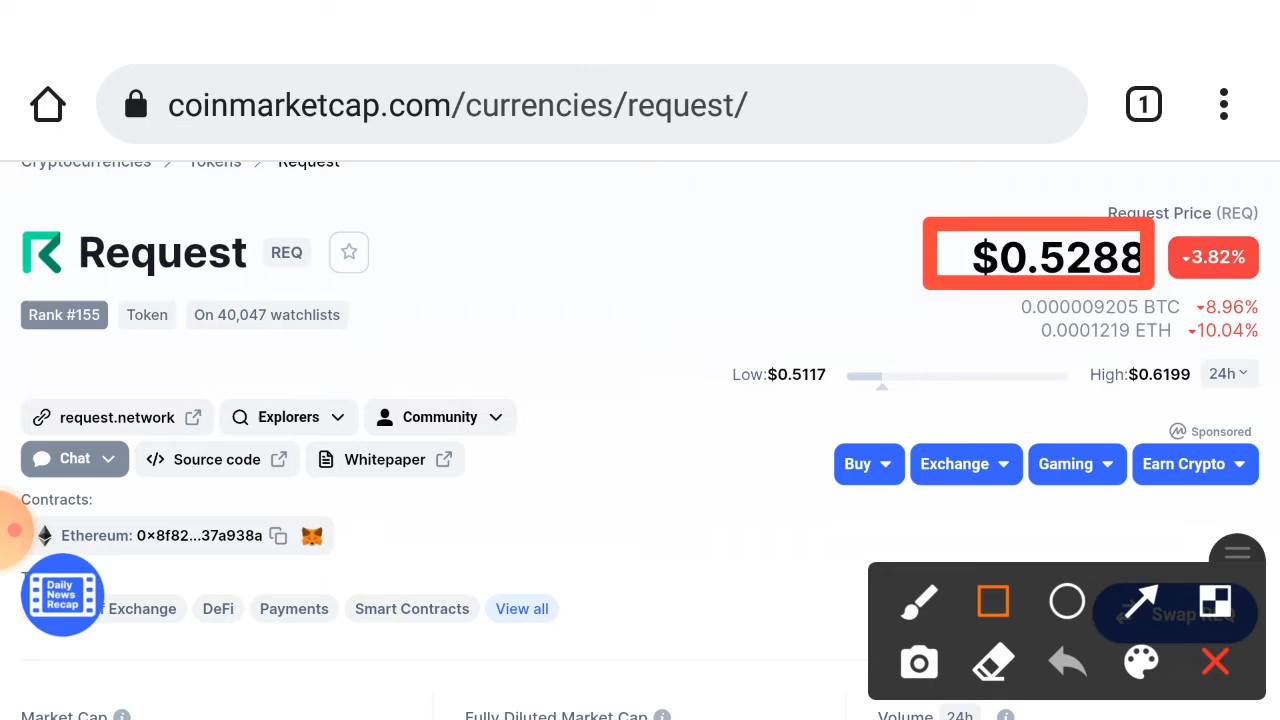 1
coinmarketcap.com/currencies/request/
Cryptocurrencies > Tokens > Request
Request Price (REQ)
Request REQ
$0.5288 3.82%
Rank #155 Token On 40,047 watchlists
0.000009205 BTC 8.96%
0.0001219 ETH 10.04%
Low:$0.5117 High:$0.6199 24h
request.network Explorers Community
Sponsored
Chat Source code Whitepaper
Buy Exchange Gaming Earn Crypto
Contracts:
Ethereum: 0x8f82...37a938a
Daily
News
Recap
Exchange DeFi Payments Smart Contracts View all
Swap REQ
Market Cap Fully Diluted Market Cap Volume 24h